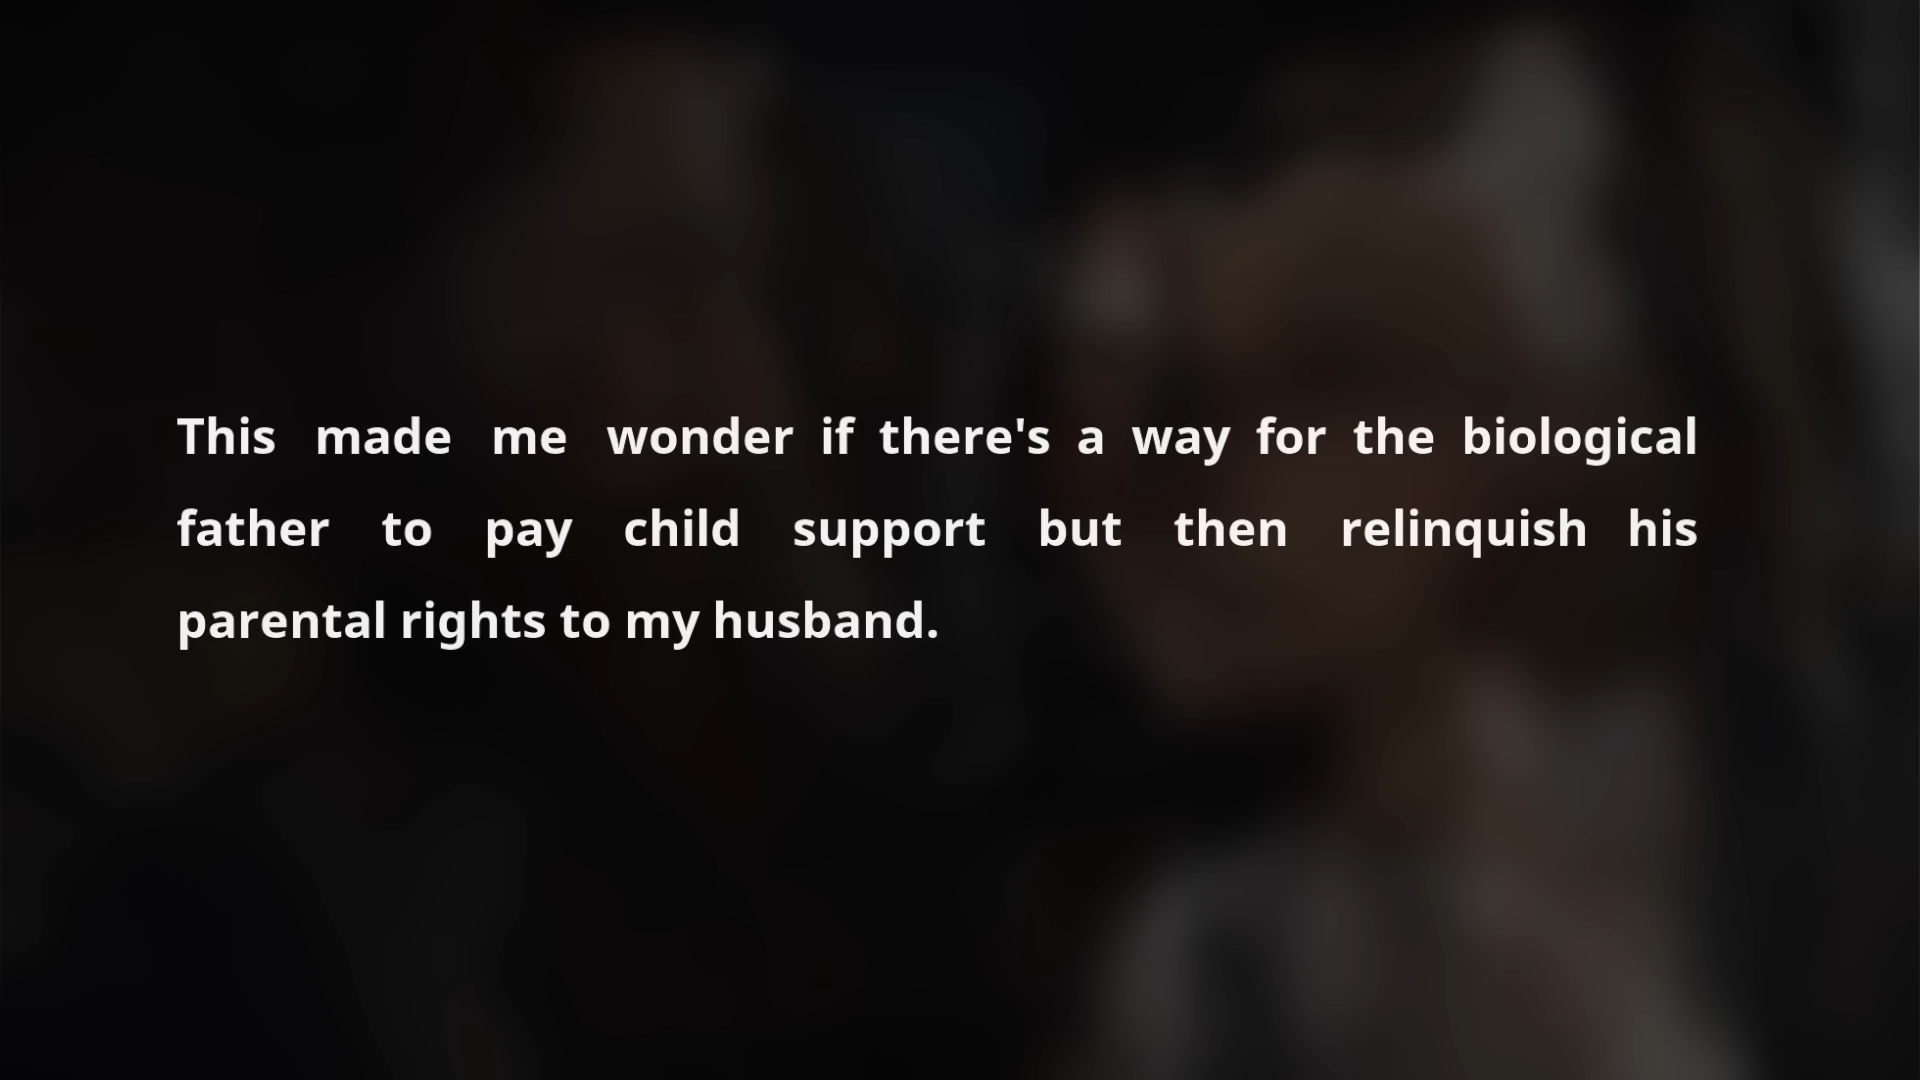 This made me wonder if there's a way for the biological
father to pay child support but then relinquish his
parental rights to my husband.